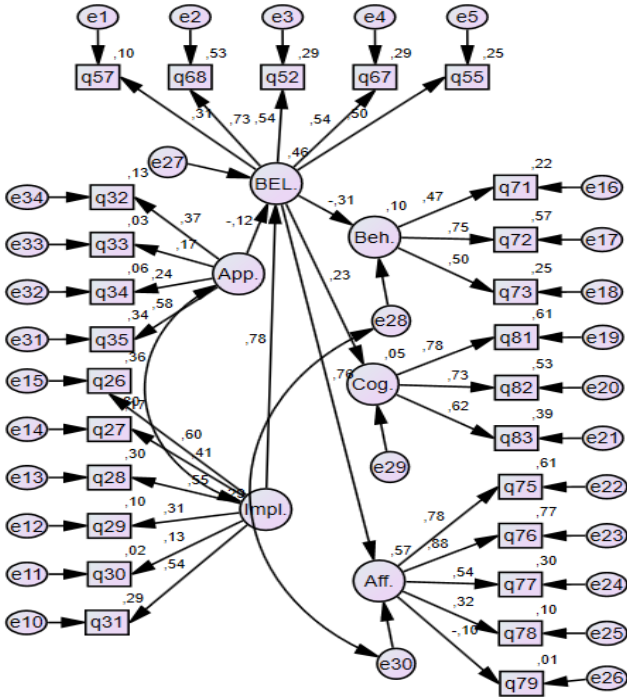 e1 e2 e3 e4 e5
,10 ,53 ,29 ,29 ,25
q57 q68 q52 q67 q55
,31 ,73 ,54 ,54 ,50
e27 ,46
BEL.
,13 ,22
e34 q32 -,31 ,10 ,47 q71 e16
,37 -,12
,03 ,57
e33 q33 ,17 Beh. ,75 q72 e17
,06 ,24 App. ,50 ,25
e32 q34 ,23 q73 e18
,34 ,58 e28 ,61
e31 q35 ,78 ,78 q81 e19
,36 ,76 ,05 ,53
e15 q26 Cog. ,73 q82 e20
,17
e14 q27 ,60 ,62 ,39
,41 q83 e21
,30 ,55 e29
e13 q28 ,61
,10 ,31 Impl. ,78 q75 e22
e12 q29
,02 ,13 ,57 ,88 ,77
e11 q30 q76 e23
,54 Aff. ,54 ,30
,29 q77 e24
e10 q31 ,32 ,10
-,10 q78 e25
e30 ,01
q79 e26